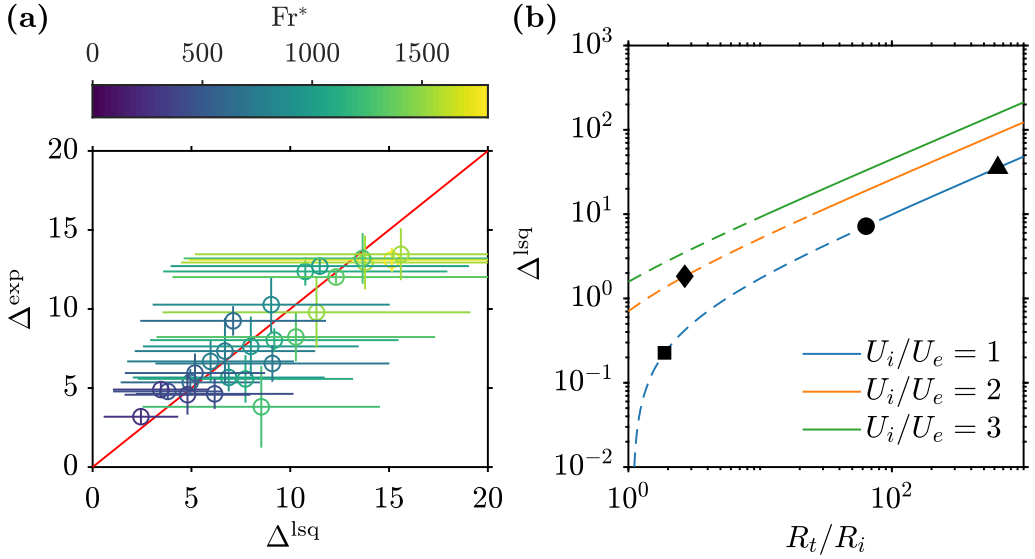 (a)
Fr*
0 500 1000 1500
20
15
10
5
0
Δ^exp
0 5 10 15 20
Δ^lsq
(b)
10^3
10^2
10^1
10^0
10^−1
10^−2
Δ^lsq
U_i/U_e = 1
U_i/U_e = 2
U_i/U_e = 3
10^0 10^2
R_t/R_i